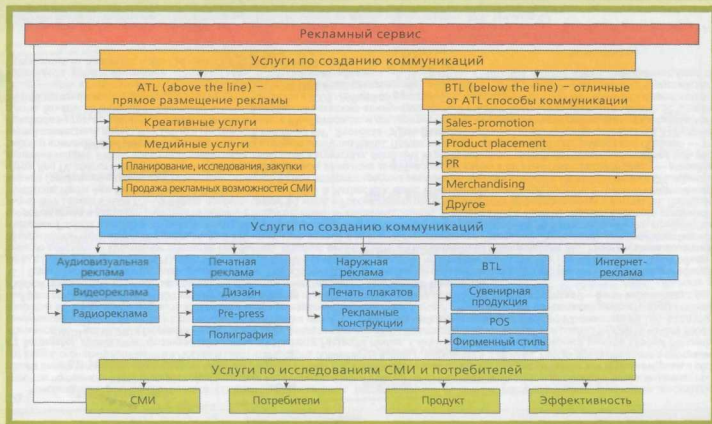 Рекламный сервис
Услуги по созданию коммуникаций
ATL (above the line) –
прямое размещение рекламы
Креативные услуги
Медийные услуги
Планирование, исследования, закупки
Продажа рекламных возможностей СМИ
BTL (below the line) – отличные
от ATL способы коммуникации
Sales-promotion
Product placement
PR
Merchandising
Другое
Услуги по созданию коммуникаций
Аудиовизуальная
реклама
Видеореклама
Радиореклама
Печатная
реклама
Дизайн
Pre-press
Полиграфия
Наружная
реклама
Печать плакатов
Рекламные
конструкции
BTL
Сувенирная
продукция
POS
Фирменный стиль
Интернет-
реклама
Услуги по исследованиям СМИ и потребителей
СМИ
Потребители
Продукт
Эффективность